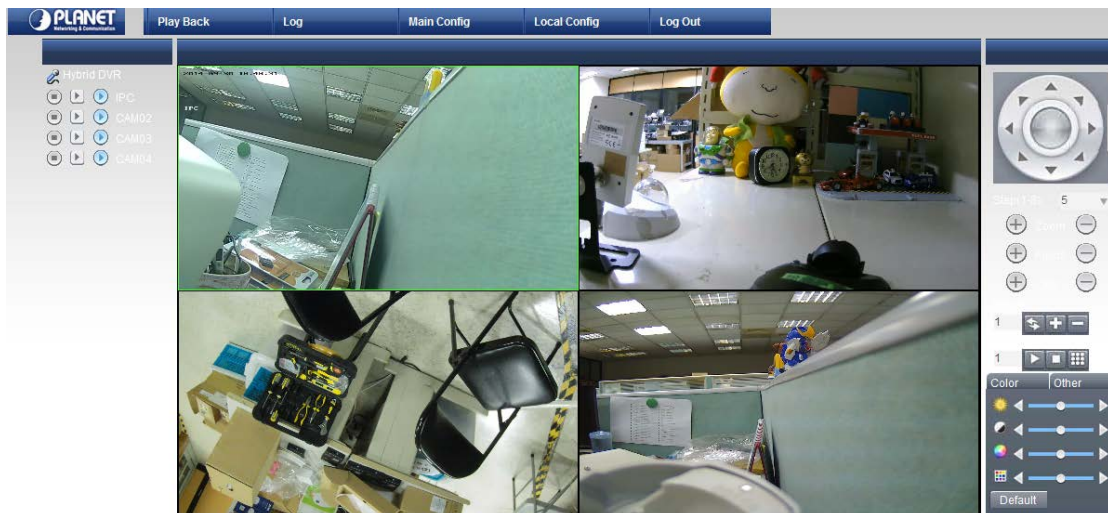 PLANET
Networking & Communication
Play Back
Log
Main Config
Local Config
Log Out
Hybrid DVR
IPC
CAM02
CAM03
CAM04
IPC
5
Zoom
1
1
Color
Other
Default